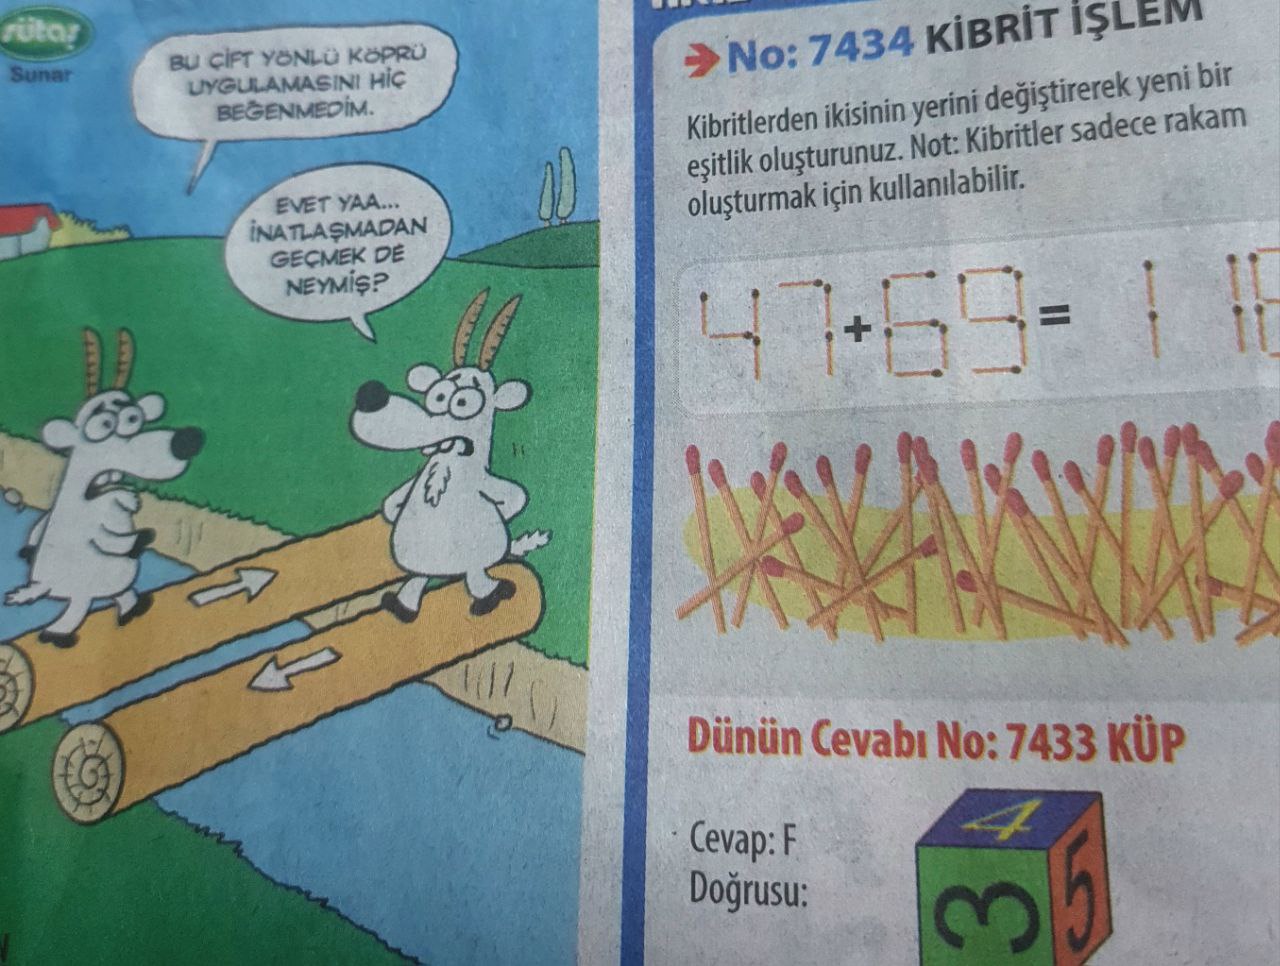 sütaş
Sunar
BU ÇİFT YÖNLÜ KÖPRÜ
UYGULAMASINI HİÇ
BEĞENMEDİM.
EVET YAA...
İNATLAŞMADAN
GEÇMEK DE
NEYMİŞ?
No: 7434 KİBRİT İŞLEM
Kibritlerden ikisinin yerini değiştirerek yeni bir
eşitlik oluşturunuz. Not: Kibritler sadece rakam
oluşturmak için kullanılabilir.
47+69= 1 1
Dünün Cevabı No: 7433 KÜP
Cevap: F
Doğrusu:
4
3
5